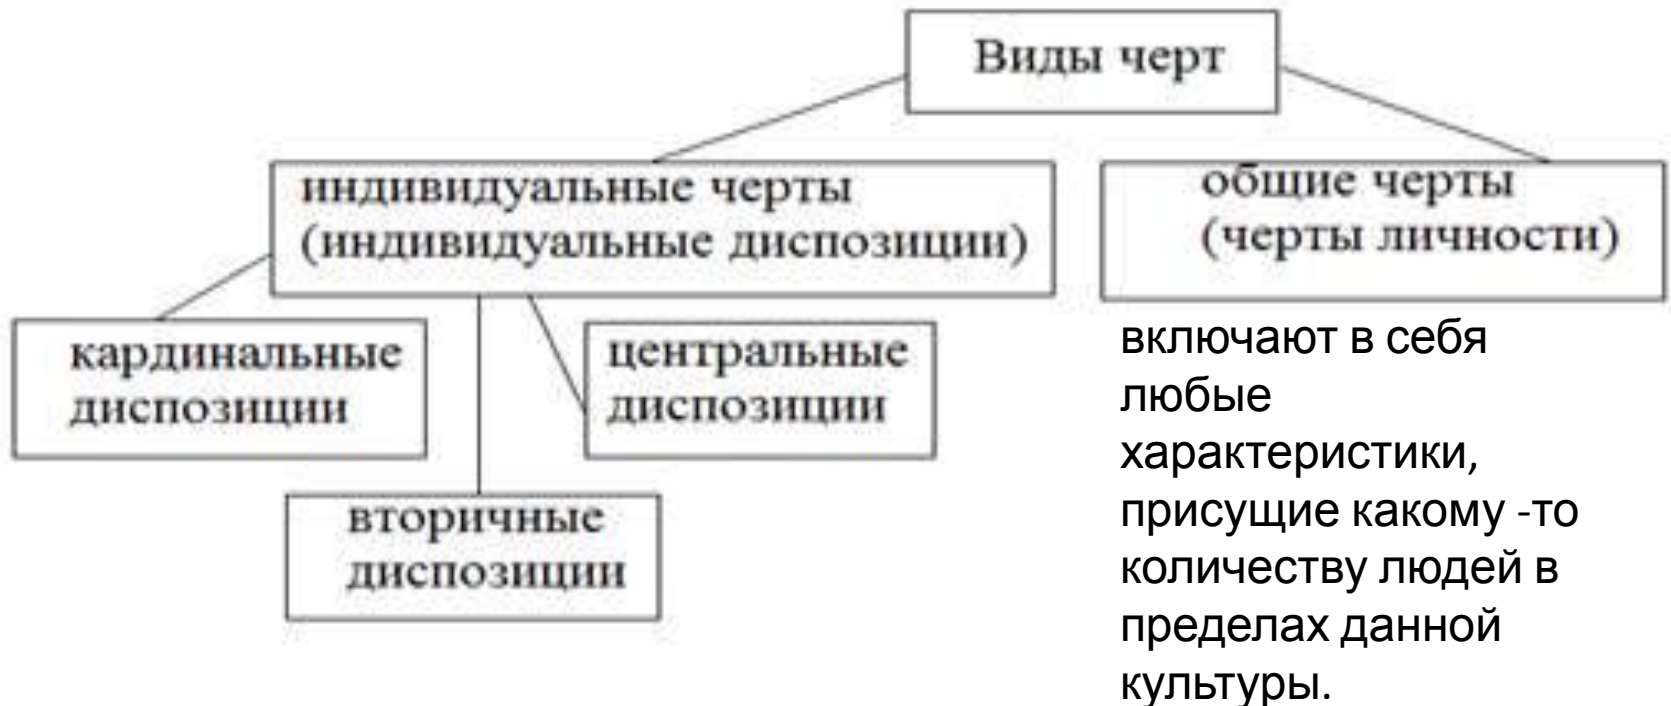 Виды черт
индивидуальные черты
(индивидуальные диспозиции)
общие черты
(черты личности)
кардинальные
диспозиции
центральные
диспозиции
вторичные
диспозиции
включают в себя
любые
характеристики,
присущие какому -то
количеству людей в
пределах данной
культуры.